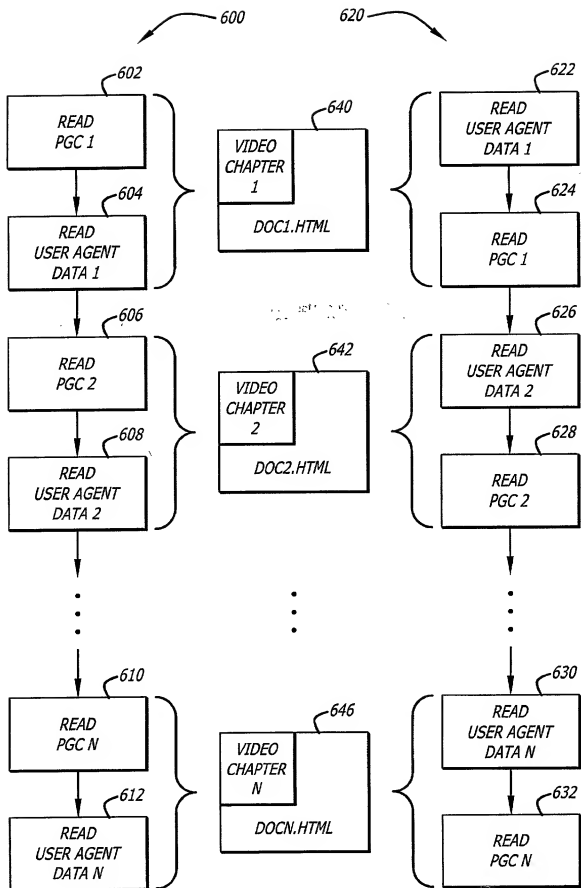 600
620
602
READ
PGC 1
604
READ
USER AGENT
DATA 1
606
READ
PGC 2
608
READ
USER AGENT
DATA 2
610
READ
PGC N
612
READ
USER AGENT
DATA N
640
VIDEO
CHAPTER
1
DOC1.HTML
642
VIDEO
CHAPTER
2
DOC2.HTML
646
VIDEO
CHAPTER
N
DOCN.HTML
622
READ
USER AGENT
DATA 1
624
READ
PGC 1
626
READ
USER AGENT
DATA 2
628
READ
PGC 2
630
READ
USER AGENT
DATA N
632
READ
PGC N